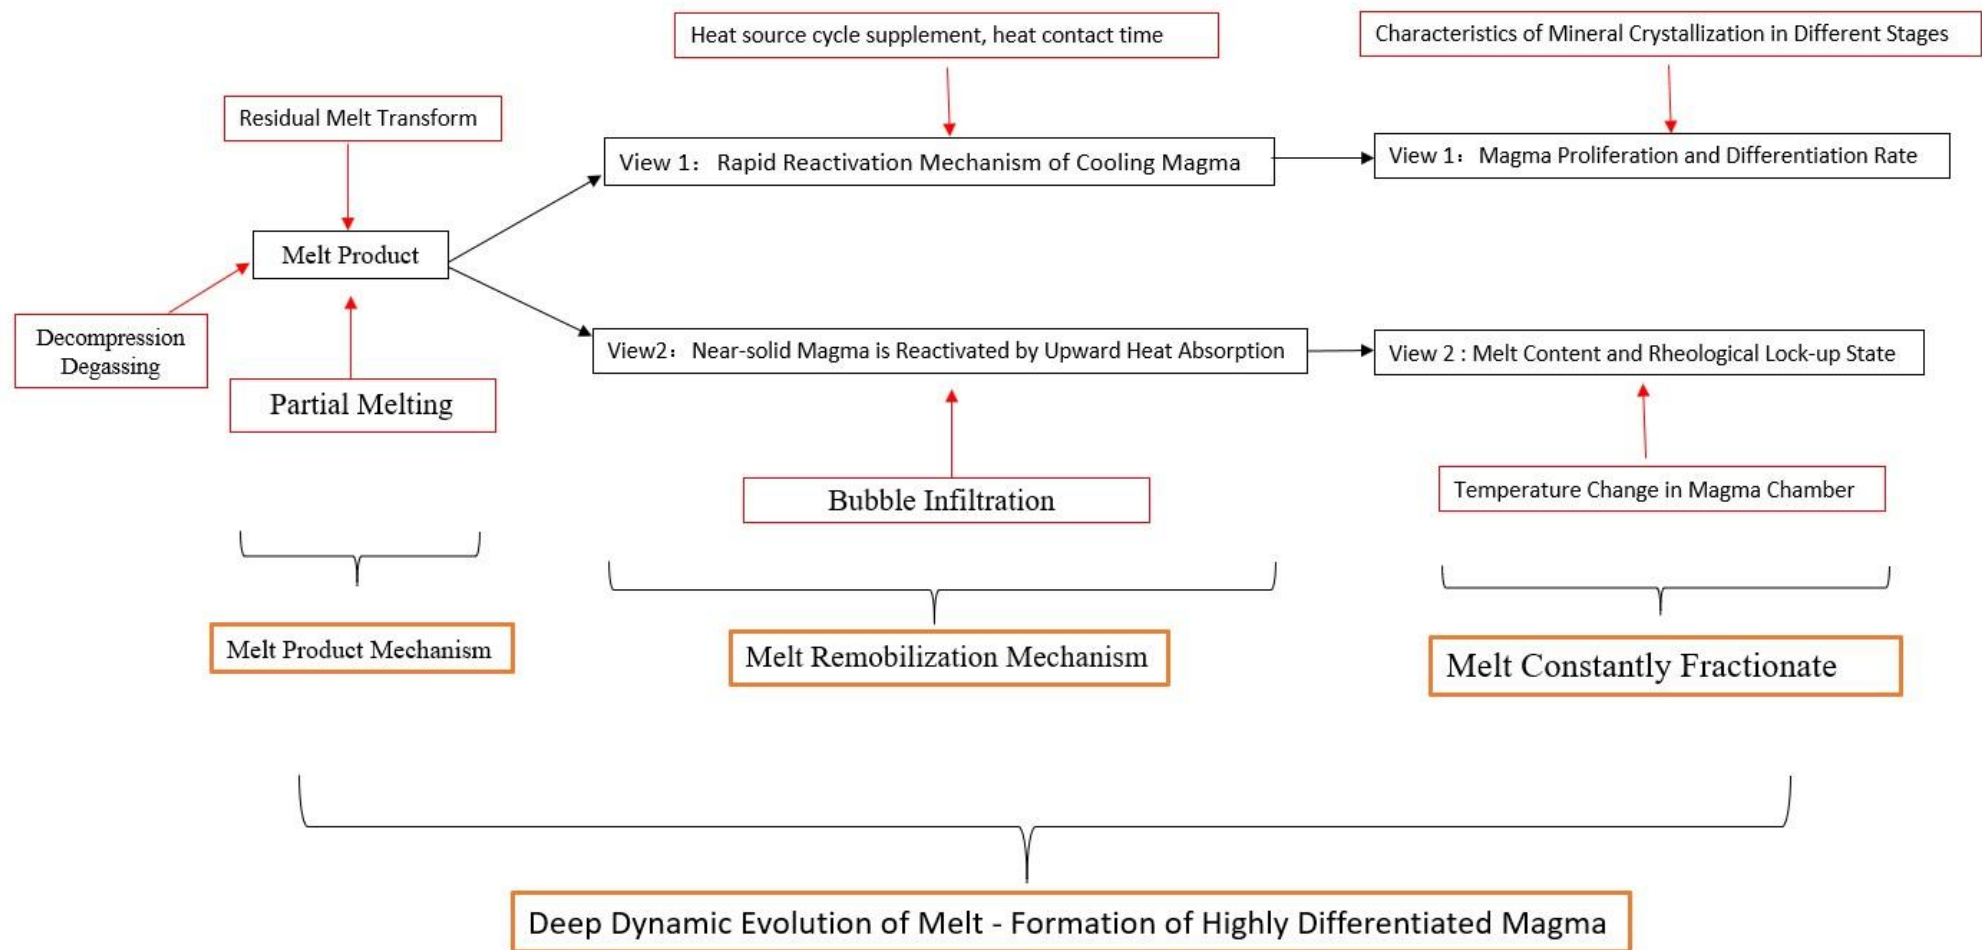 Heat source cycle supplement, heat contact time
Characteristics of Mineral Crystallization in Different Stages
Residual Melt Transform
View 1：Rapid Reactivation Mechanism of Cooling Magma
View 1：Magma Proliferation and Differentiation Rate
Melt Product
Decompression
Degassing
Partial Melting
View2：Near-solid Magma is Reactivated by Upward Heat Absorption
View 2 : Melt Content and Rheological Lock-up State
Bubble Infiltration
Temperature Change in Magma Chamber
Melt Product Mechanism
Melt Remobilization Mechanism
Melt Constantly Fractionate
Deep Dynamic Evolution of Melt - Formation of Highly Differentiated Magma